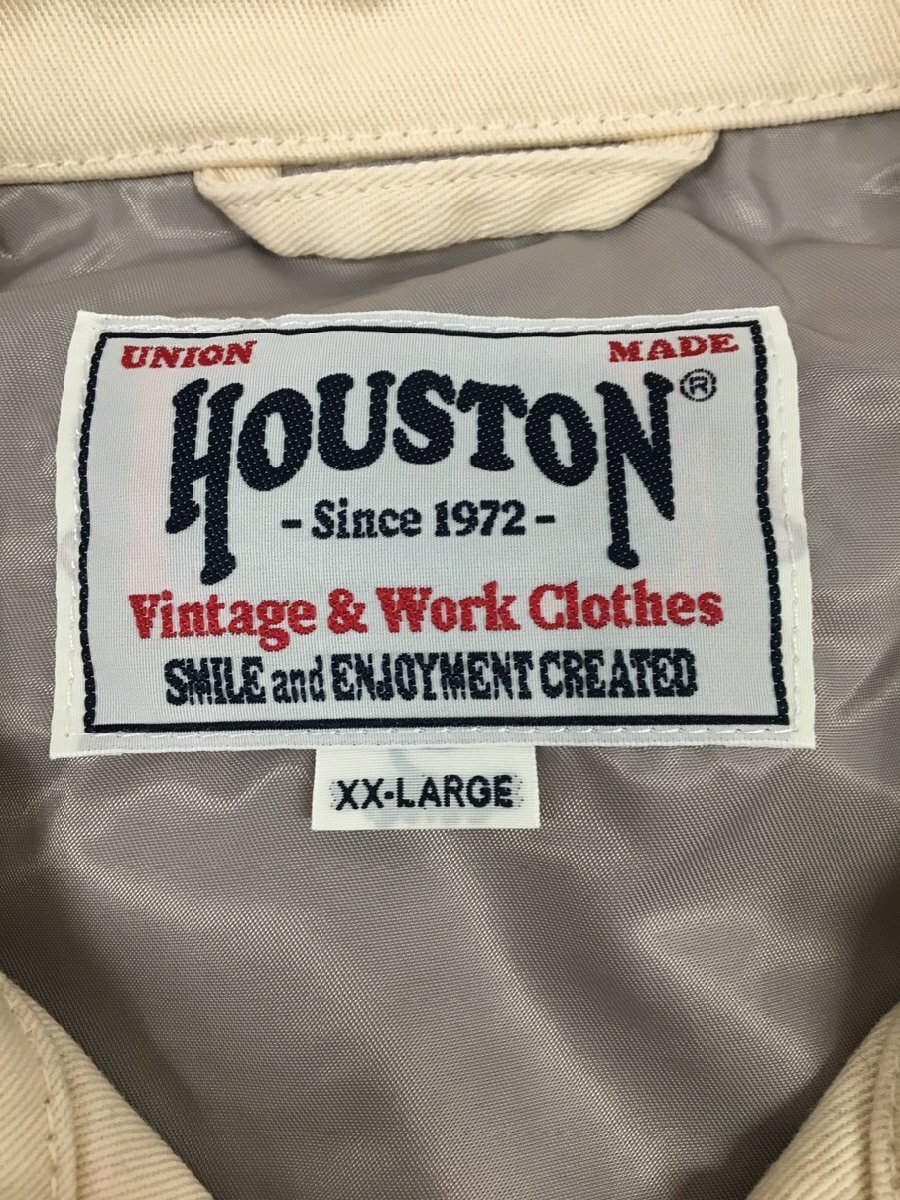 UNION MADE
HOUSTON®
- Since 1972 -
Vintage & Work Clothes
SMILE and ENJOYMENT CREATED
XX-LARGE